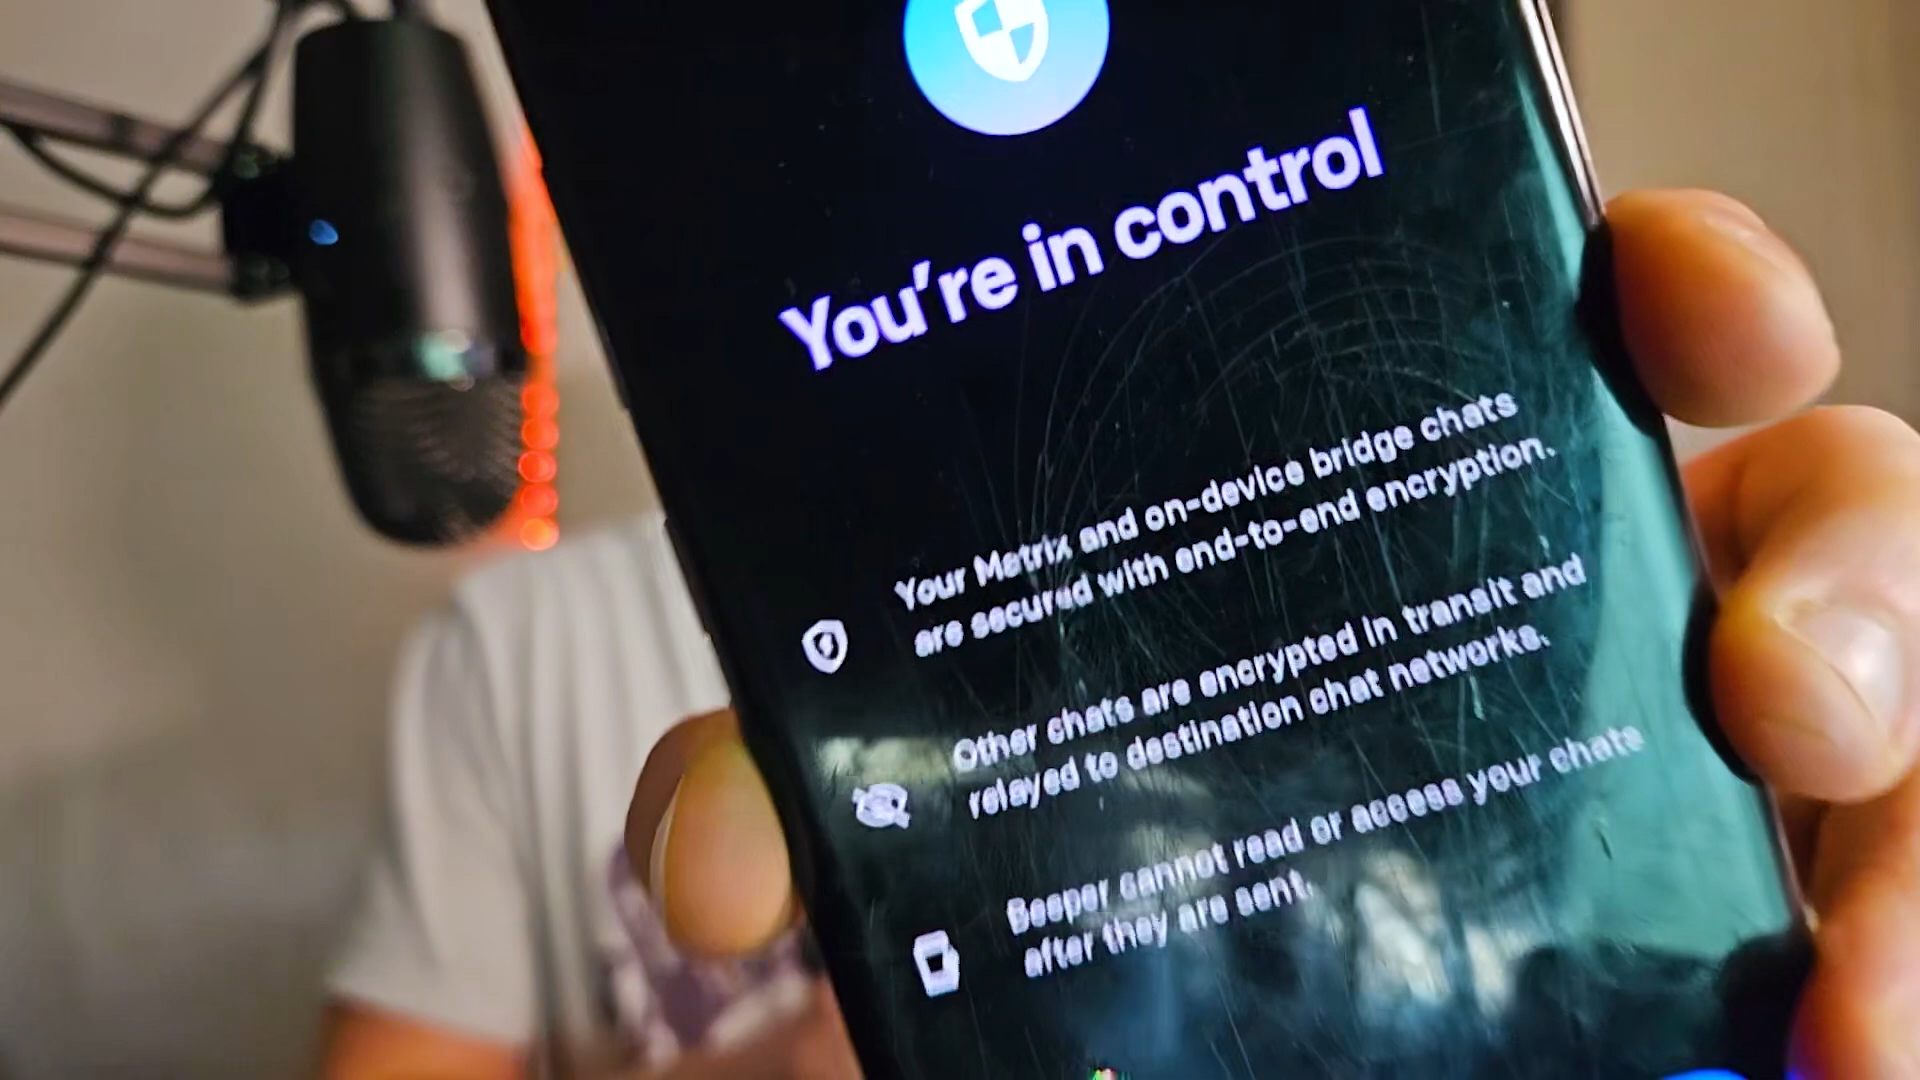 You're in control
Your Matrix and on-device bridge chats
are secured with end-to-end encryption.
Other chats are encrypted in transit and
relayed to destination chat networks.
Beeper cannot read or access your chats
after they are sent.